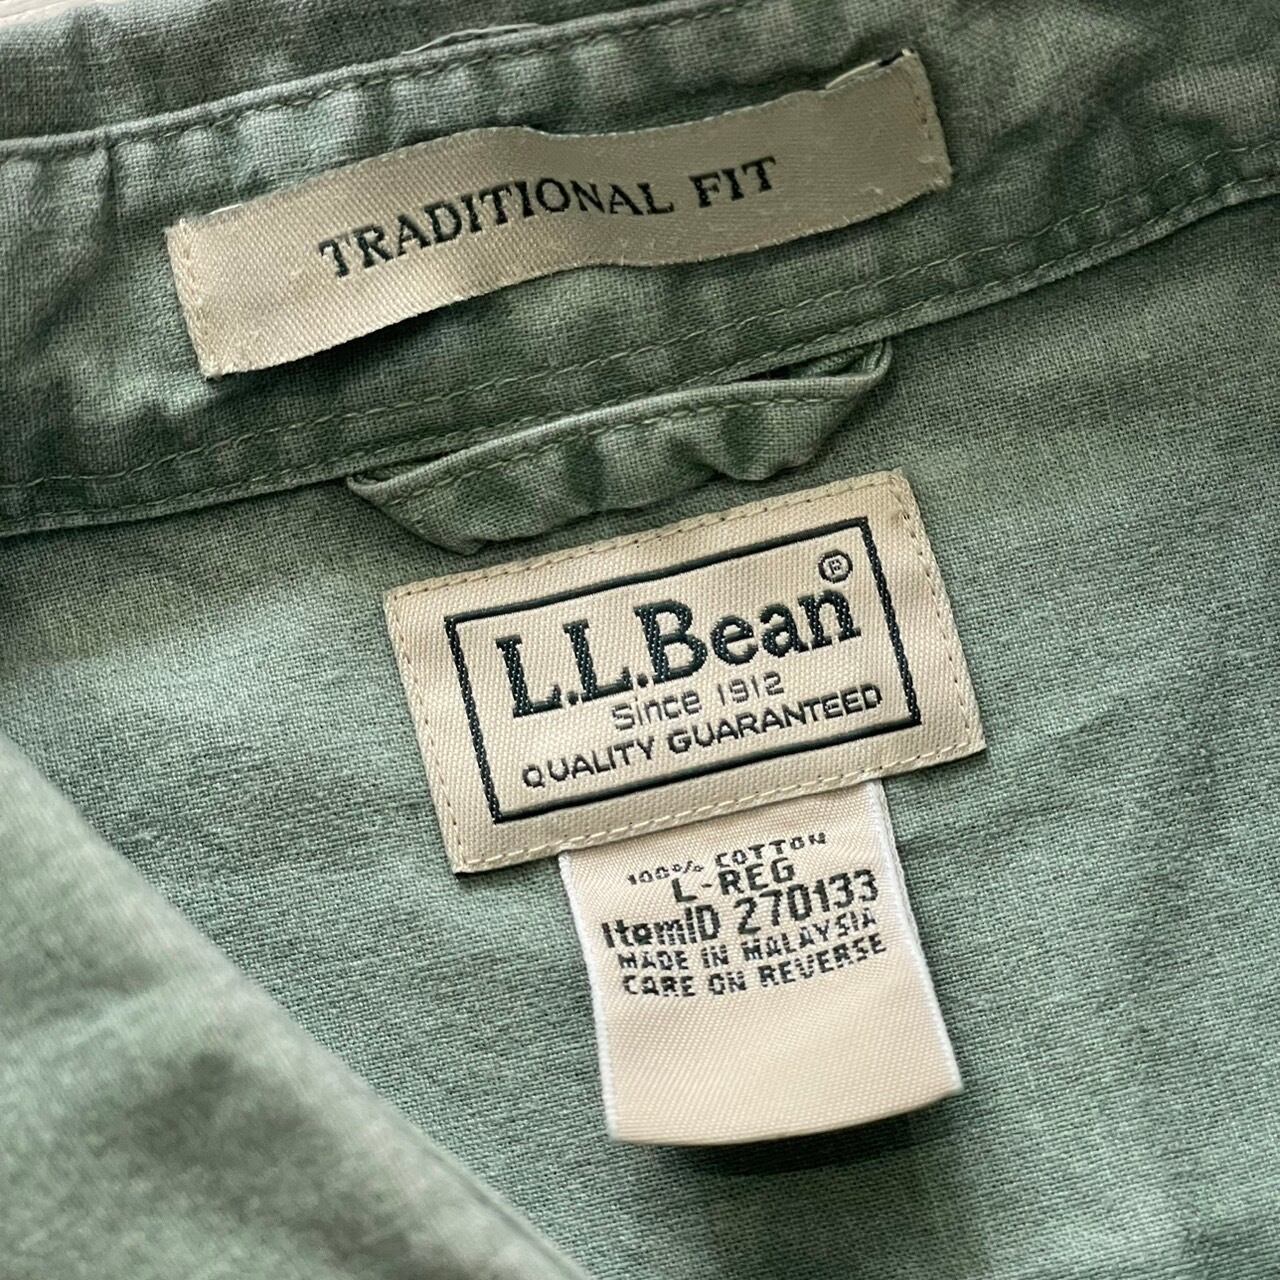 TRADITIONAL FIT
L.L.Bean®
Since 1912
QUALITY GUARANTEED
100% COTTON
L-REG
ItemID 270133
MADE IN MALAYSIA
CARE ON REVERSE